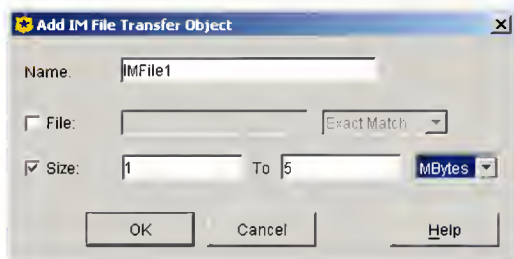 Add IM File Transfer Object
Name: IMFile1
File: Exact Match
Size: 1 To 5 MBytes
OK Cancel Help